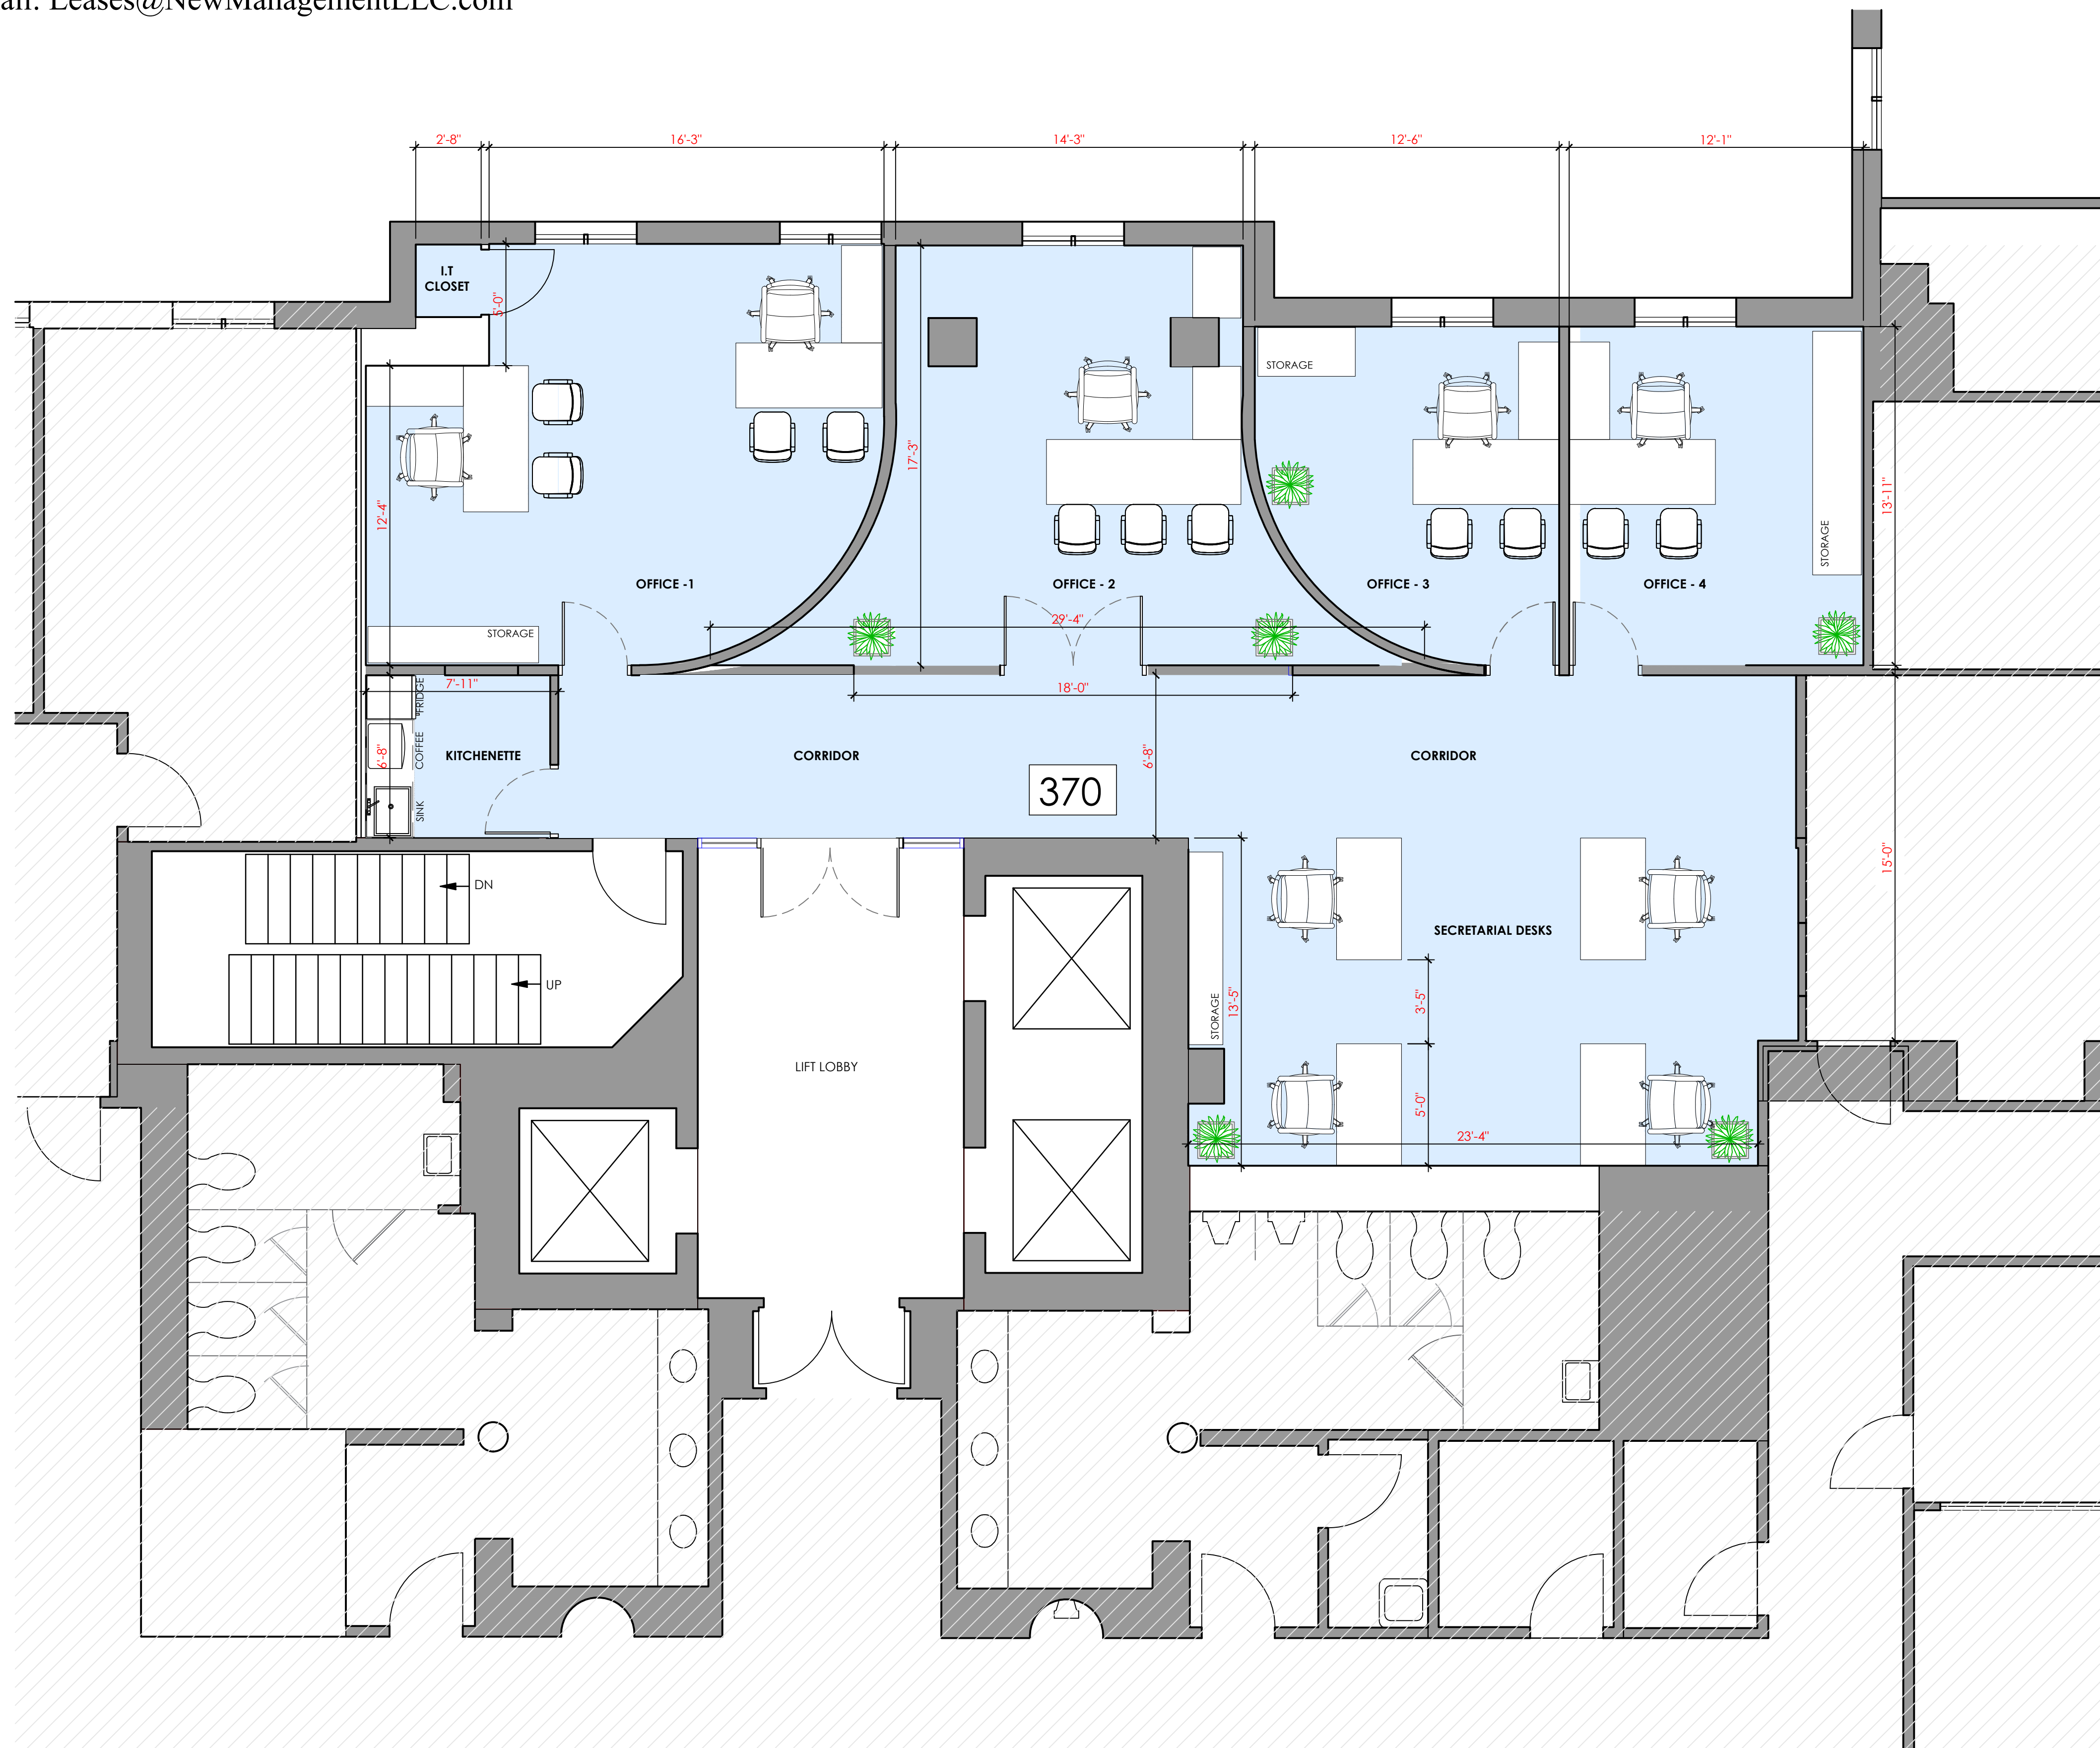 ail: Leases@NewManagementLLC.com
2'-8"
16'-3"
14'-3"
12'-6"
12'-1"
I.T
CLOSET
5'-0"
STORAGE
17'-3"
12'-4"
13'-11"
STORAGE
OFFICE -1
OFFICE - 2
OFFICE - 3
OFFICE - 4
29'-4"
STORAGE
7'-11"
18'-0"
FRIDGE
COFFEE
SINK
6'-8"
KITCHENETTE
CORRIDOR
6'-8"
CORRIDOR
370
15'-0"
DN
UP
SECRETARIAL DESKS
STORAGE
13'-5"
3'-5"
LIFT LOBBY
5'-0"
23'-4"